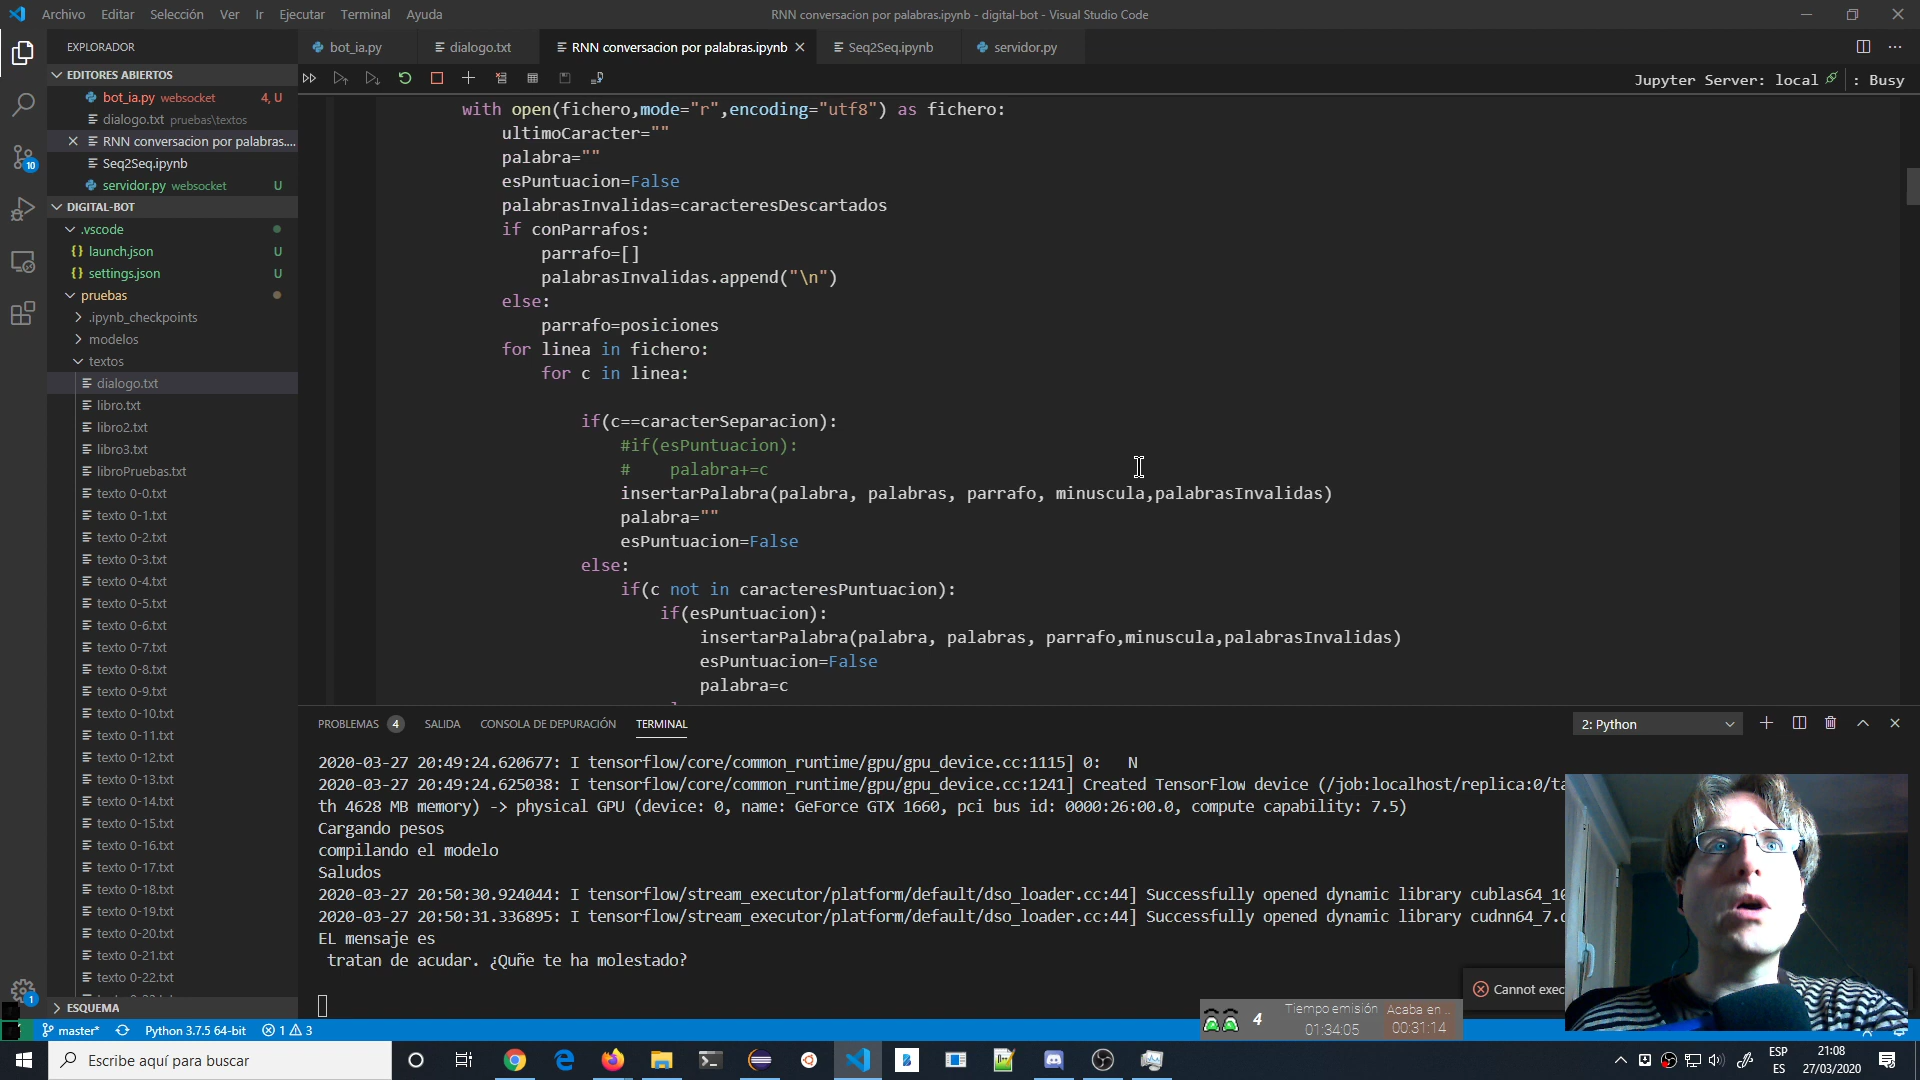 Archivo Editar Selección Ver Ir Ejecutar Terminal Ayuda
RNN conversacion por palabras.ipynb - digital-bot - Visual Studio Code
EXPLORADOR
bot_ia.py
dialogo.txt
RNN conversacion por palabras.ipynb
Seq2Seq.ipynb
servidor.py
Jupyter Server: local : Busy
EDITORES ABIERTOS
bot_ia.py websocket 4, U
dialogo.txt pruebas\textos
RNN conversacion por palabras....
Seq2Seq.ipynb
servidor.py websocket U
DIGITAL-BOT
.vscode
launch.json U
settings.json U
pruebas
.ipynb_checkpoints
modelos
textos
dialogo.txt
libro.txt
libro2.txt
libro3.txt
libroPruebas.txt
texto 0-0.txt
texto 0-1.txt
texto 0-2.txt
texto 0-3.txt
texto 0-4.txt
texto 0-5.txt
texto 0-6.txt
texto 0-7.txt
texto 0-8.txt
texto 0-9.txt
texto 0-10.txt
texto 0-11.txt
texto 0-12.txt
texto 0-13.txt
texto 0-14.txt
texto 0-15.txt
texto 0-16.txt
texto 0-17.txt
texto 0-18.txt
texto 0-19.txt
texto 0-20.txt
texto 0-21.txt
texto 0-22.txt
ESQUEMA
10
1
with open(fichero,mode="r",encoding="utf8") as fichero:
ultimoCaracter=""
palabra=""
esPuntuacion=False
palabrasInvalidas=caracteresDescartados
if conParrafos:
parrafo=[]
palabrasInvalidas.append("\n")
else:
parrafo=posiciones
for linea in fichero:
for c in linea:
if(c==caracterSeparacion):
#if(esPuntuacion):
# palabra+=c
insertarPalabra(palabra, palabras, parrafo, minuscula,palabrasInvalidas)
palabra=""
esPuntuacion=False
else:
if(c not in caracteresPuntuacion):
if(esPuntuacion):
insertarPalabra(palabra, palabras, parrafo,minuscula,palabrasInvalidas)
esPuntuacion=False
palabra=c
PROBLEMAS 4 SALIDA CONSOLA DE DEPURACIÓN TERMINAL
2: Python
2020-03-27 20:49:24.620677: I tensorflow/core/common_runtime/gpu/gpu_device.cc:1115] 0: N
2020-03-27 20:49:24.625038: I tensorflow/core/common_runtime/gpu/gpu_device.cc:1241] Created TensorFlow device (/job:localhost/replica:0/ta
th 4628 MB memory) -> physical GPU (device: 0, name: GeForce GTX 1660, pci bus id: 0000:26:00.0, compute capability: 7.5)
Cargando pesos
compilando el modelo
Saludos
2020-03-27 20:50:30.924044: I tensorflow/stream_executor/platform/default/dso_loader.cc:44] Successfully opened dynamic library cublas64_10
2020-03-27 20:50:31.336895: I tensorflow/stream_executor/platform/default/dso_loader.cc:44] Successfully opened dynamic library cudnn64_7.d
EL mensaje es
tratan de acudar. ¿Quñe te ha molestado?
Cannot exec
4
Tiempo emisión
01:34:05
Acaba en ..
00:31:14
master* Python 3.7.5 64-bit 1 3
Escribe aquí para buscar
ESP
ES
21:08
27/03/2020